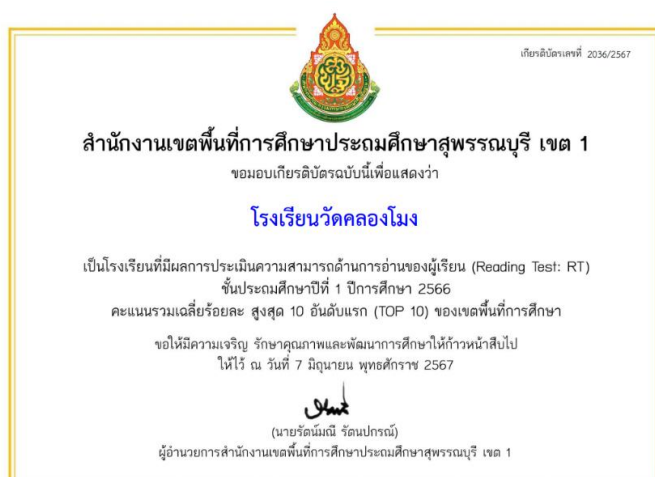 เกียรติบัตรเลขที่ 2036/2567
สำนักงานเขตพื้นที่การศึกษาประถมศึกษาสุพรรณบุรี เขต 1
ขอมอบเกียรติบัตรฉบับนี้เพื่อแสดงว่า
โรงเรียนวัดคลองโมง
เป็นโรงเรียนที่มีผลการประเมินความสามารถด้านการอ่านของผู้เรียน (Reading Test: RT)
ชั้นประถมศึกษาปีที่ 1 ปีการศึกษา 2566
คะแนนรวมเฉลี่ยร้อยละ สูงสุด 10 อันดับแรก (TOP 10) ของเขตพื้นที่การศึกษา
ขอให้มีความเจริญ รักษาคุณภาพและพัฒนาการศึกษาให้ก้าวหน้าสืบไป
ให้ไว้ ณ วันที่ 7 มิถุนายน พุทธศักราช 2567
(นายรัตน์มณี รัตนปกรณ์)
ผู้อำนวยการสำนักงานเขตพื้นที่การศึกษาประถมศึกษาสุพรรณบุรี เขต 1